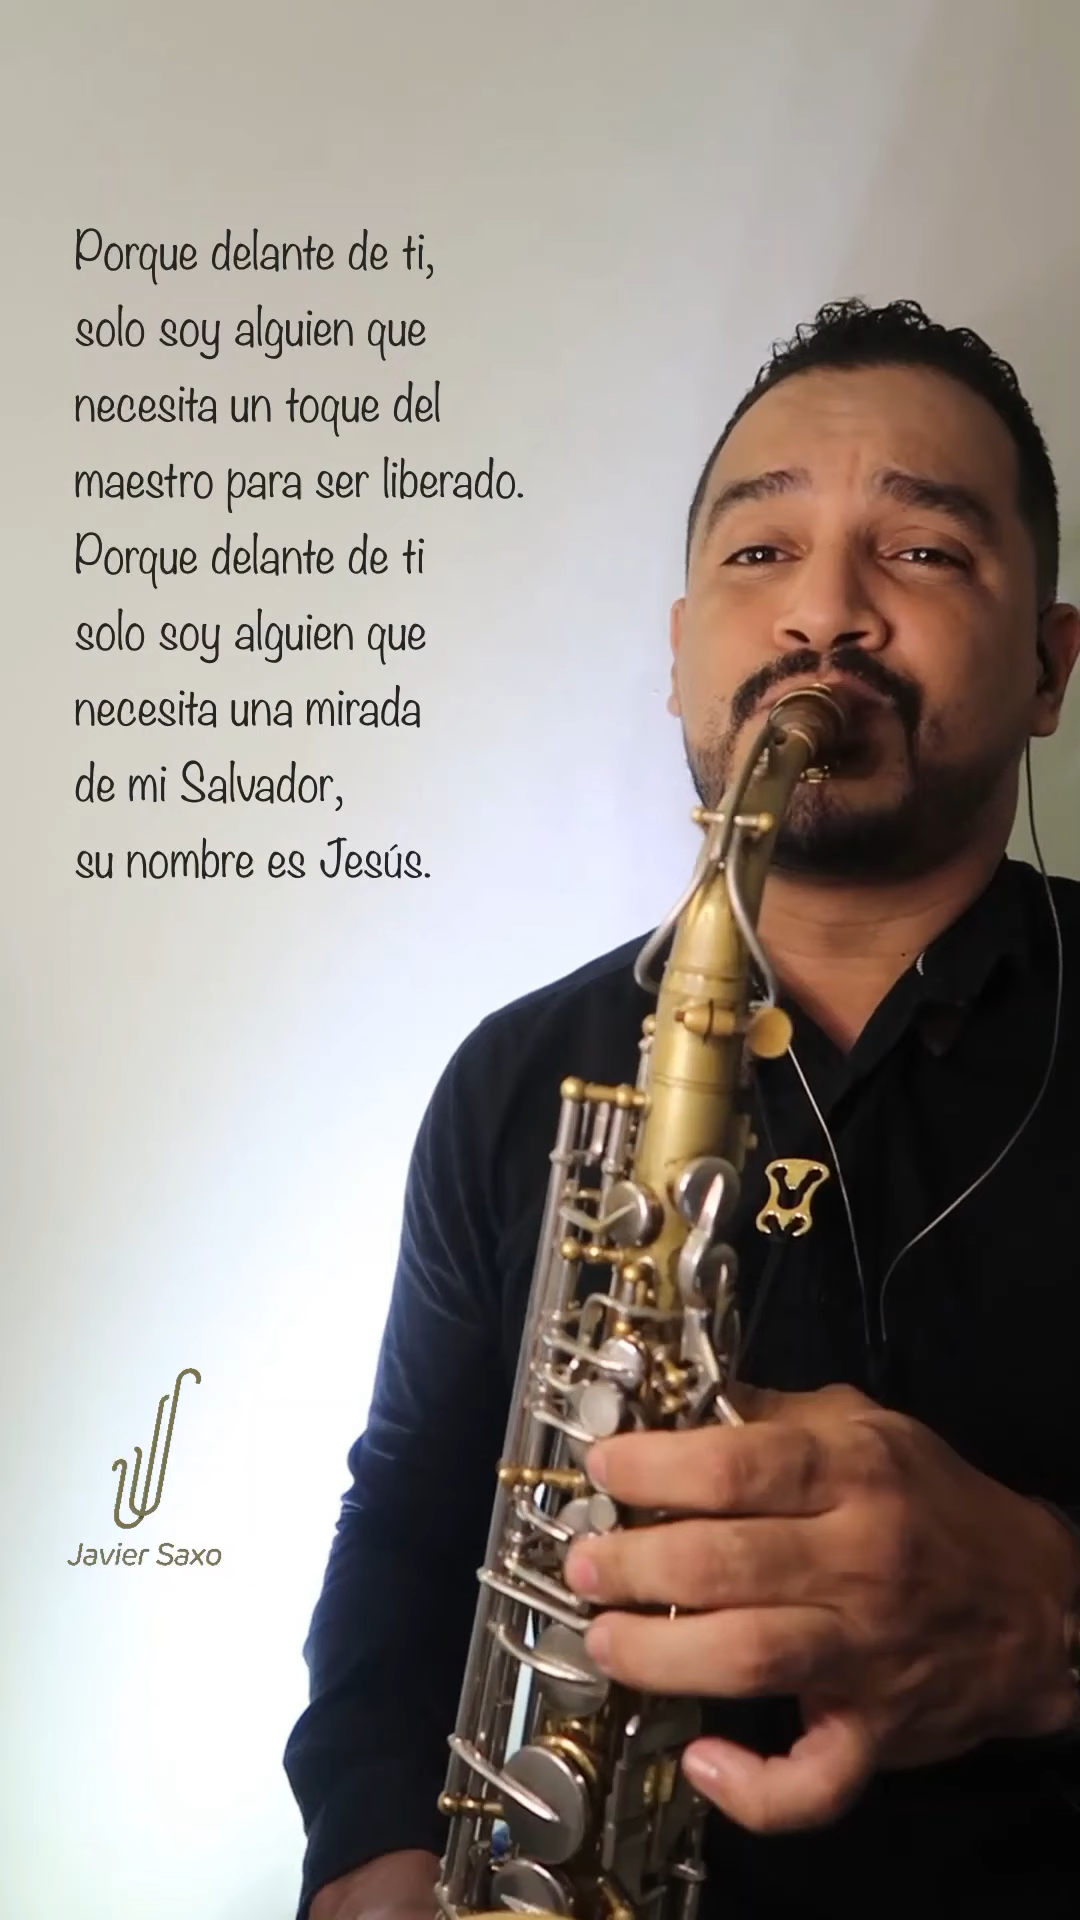 Porque delante de ti,
solo soy alguien que
necesita un toque del
maestro para ser liberado.
Porque delante de ti
solo soy alguien que
necesita una mirada
de mi Salvador,
su nombre es Jesús.
Javier Saxo